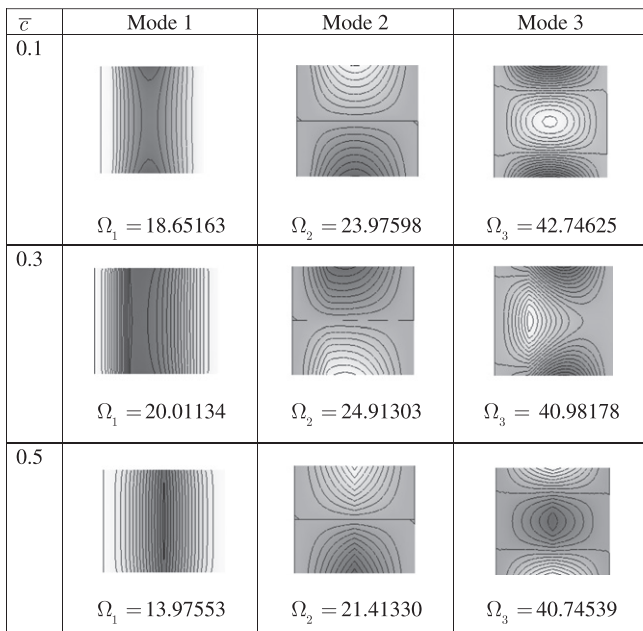 c̅ Mode 1 Mode 2 Mode 3
0.1
Ω₁ = 18.65163 Ω₂ = 23.97598 Ω₃ = 42.74625
0.3
Ω₁ = 20.01134 Ω₂ = 24.91303 Ω₃ = 40.98178
0.5
Ω₁ = 13.97553 Ω₂ = 21.41330 Ω₃ = 40.74539